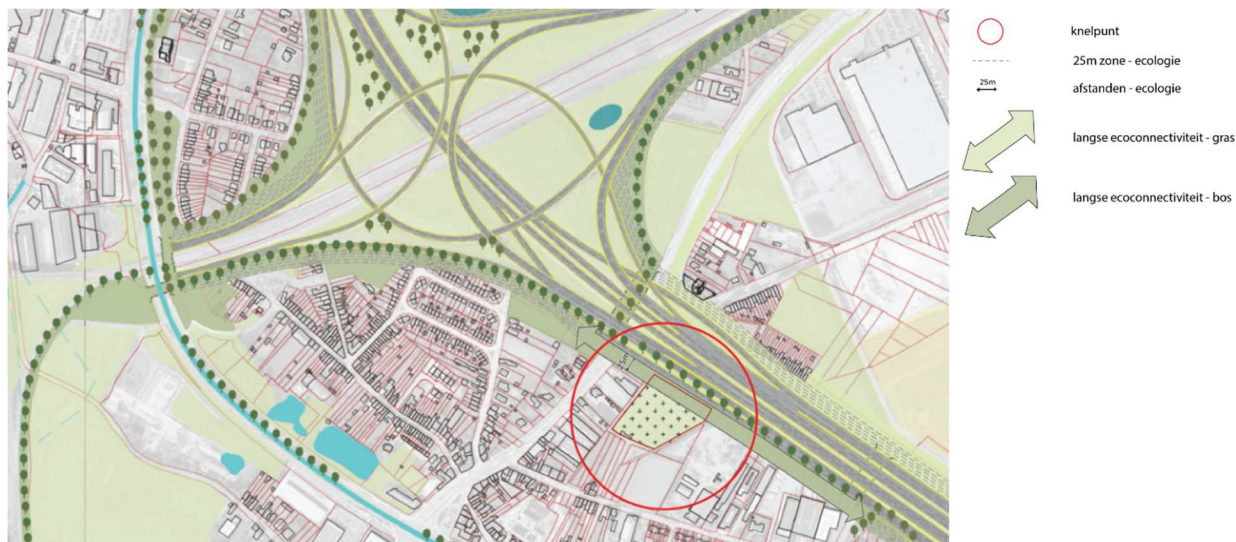 knelpunt
25m zone - ecologie
25m
afstanden - ecologie
langse ecoconnectiviteit - gras
langse ecoconnectiviteit - bos